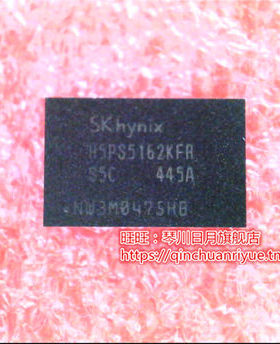 SKhynix
H5PS5162KFR
S5C 445A
NW3M0475HB
旺旺：琴川日月旗舰店
https://qinchuanriyue.tm